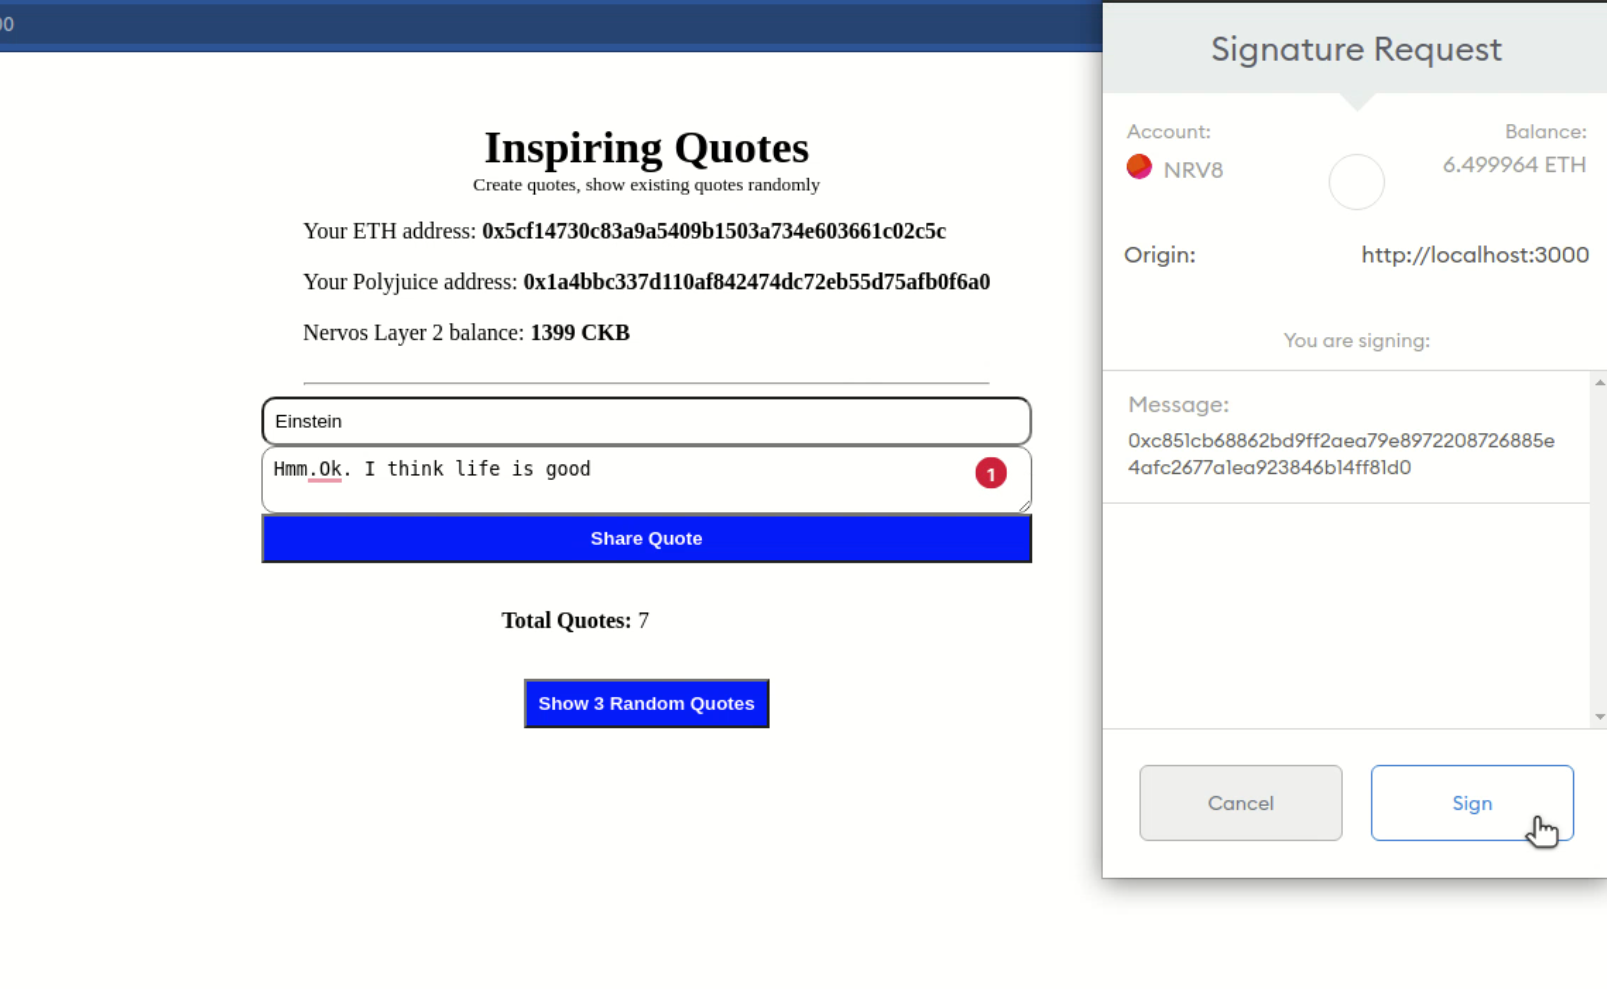 00
Inspiring Quotes
Create quotes, show existing quotes randomly
Your ETH address: 0x5cf14730c83a9a5409b1503a734e603661c02c5c
Your Polyjuice address: 0x1a4bbc337d110af842474dc72eb55d75afb0f6a0
Nervos Layer 2 balance: 1399 CKB
Einstein
Hmm.Ok. I think life is good
1
Share Quote
Total Quotes: 7
Show 3 Random Quotes
Signature Request
Account:
NRV8
Balance:
6.499964 ETH
Origin: http://localhost:3000
You are signing:
Message:
0xc851cb68862bd9ff2aea79e8972208726885e
4afc2677a1ea923846b14ff81d0
Cancel
Sign